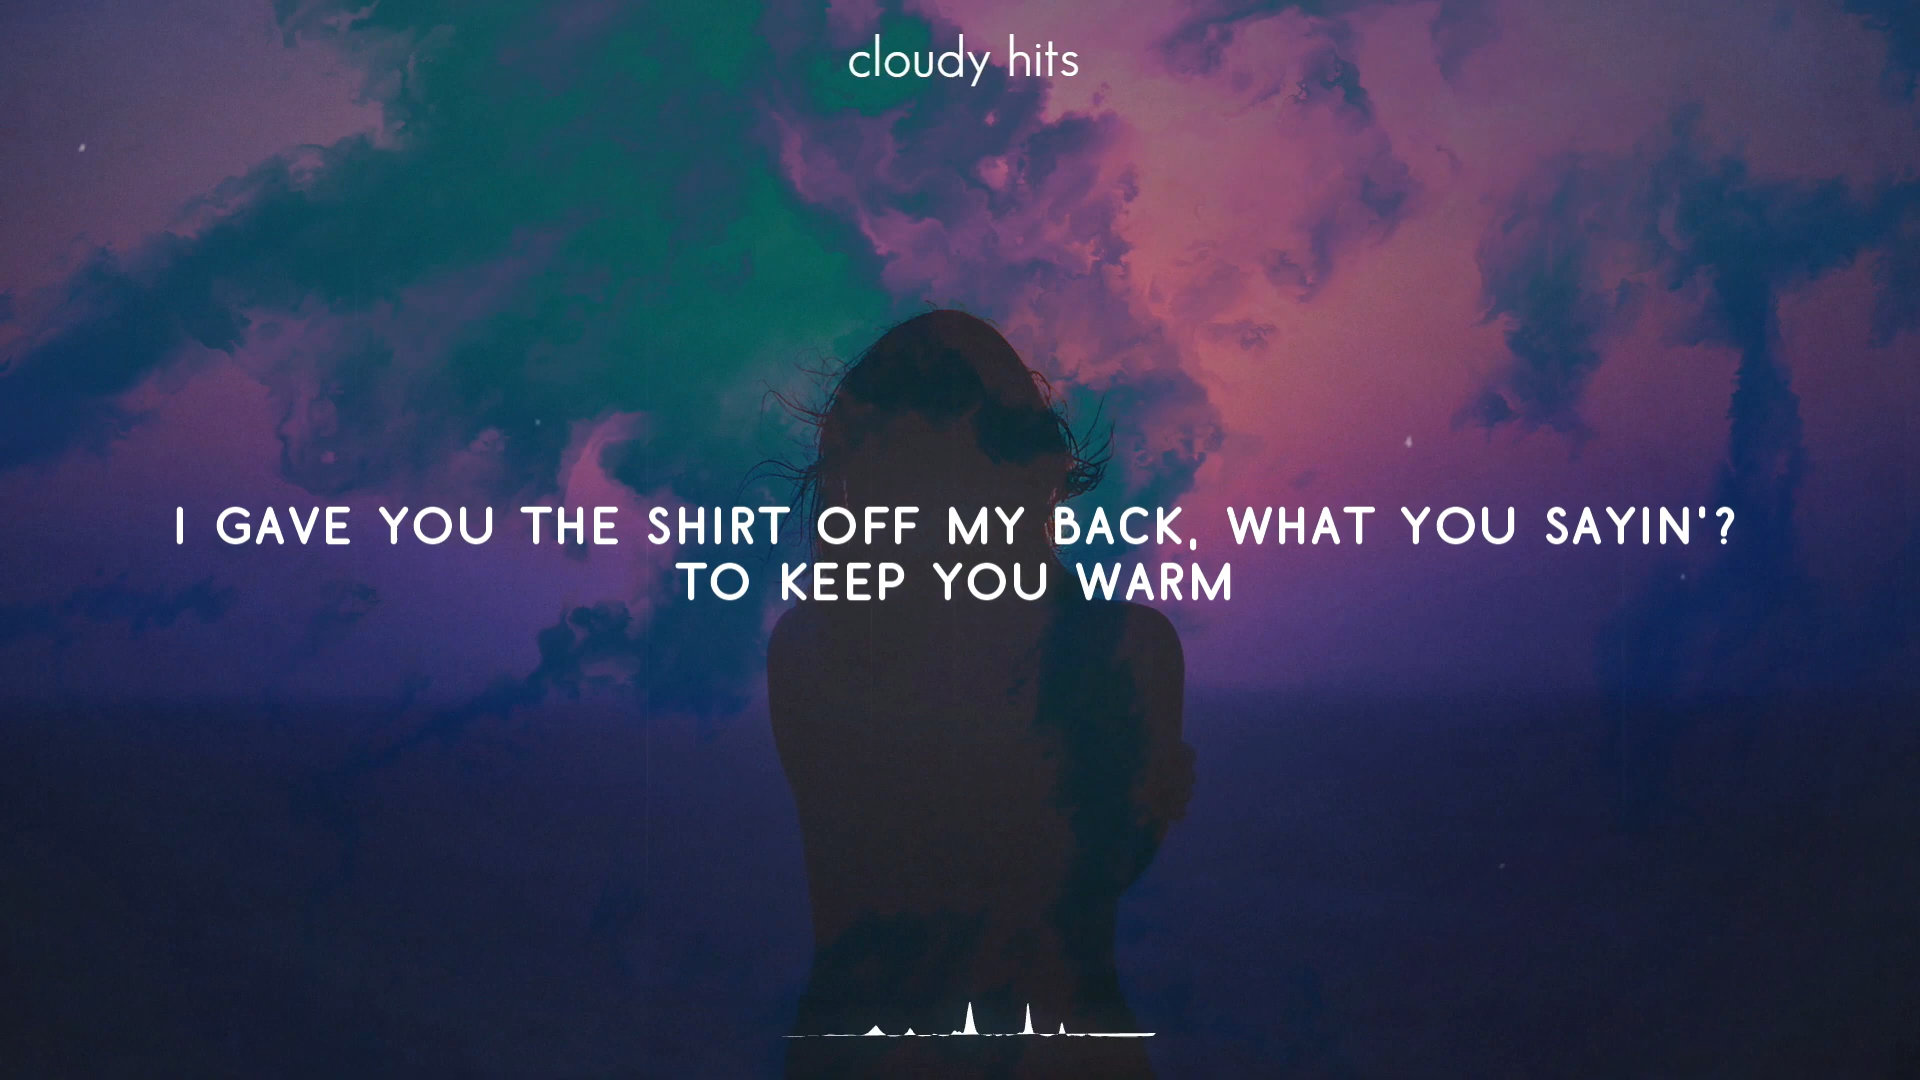 cloudy hits
I GAVE YOU THE SHIRT OFF MY BACK, WHAT YOU SAYIN'?
TO KEEP YOU WARM